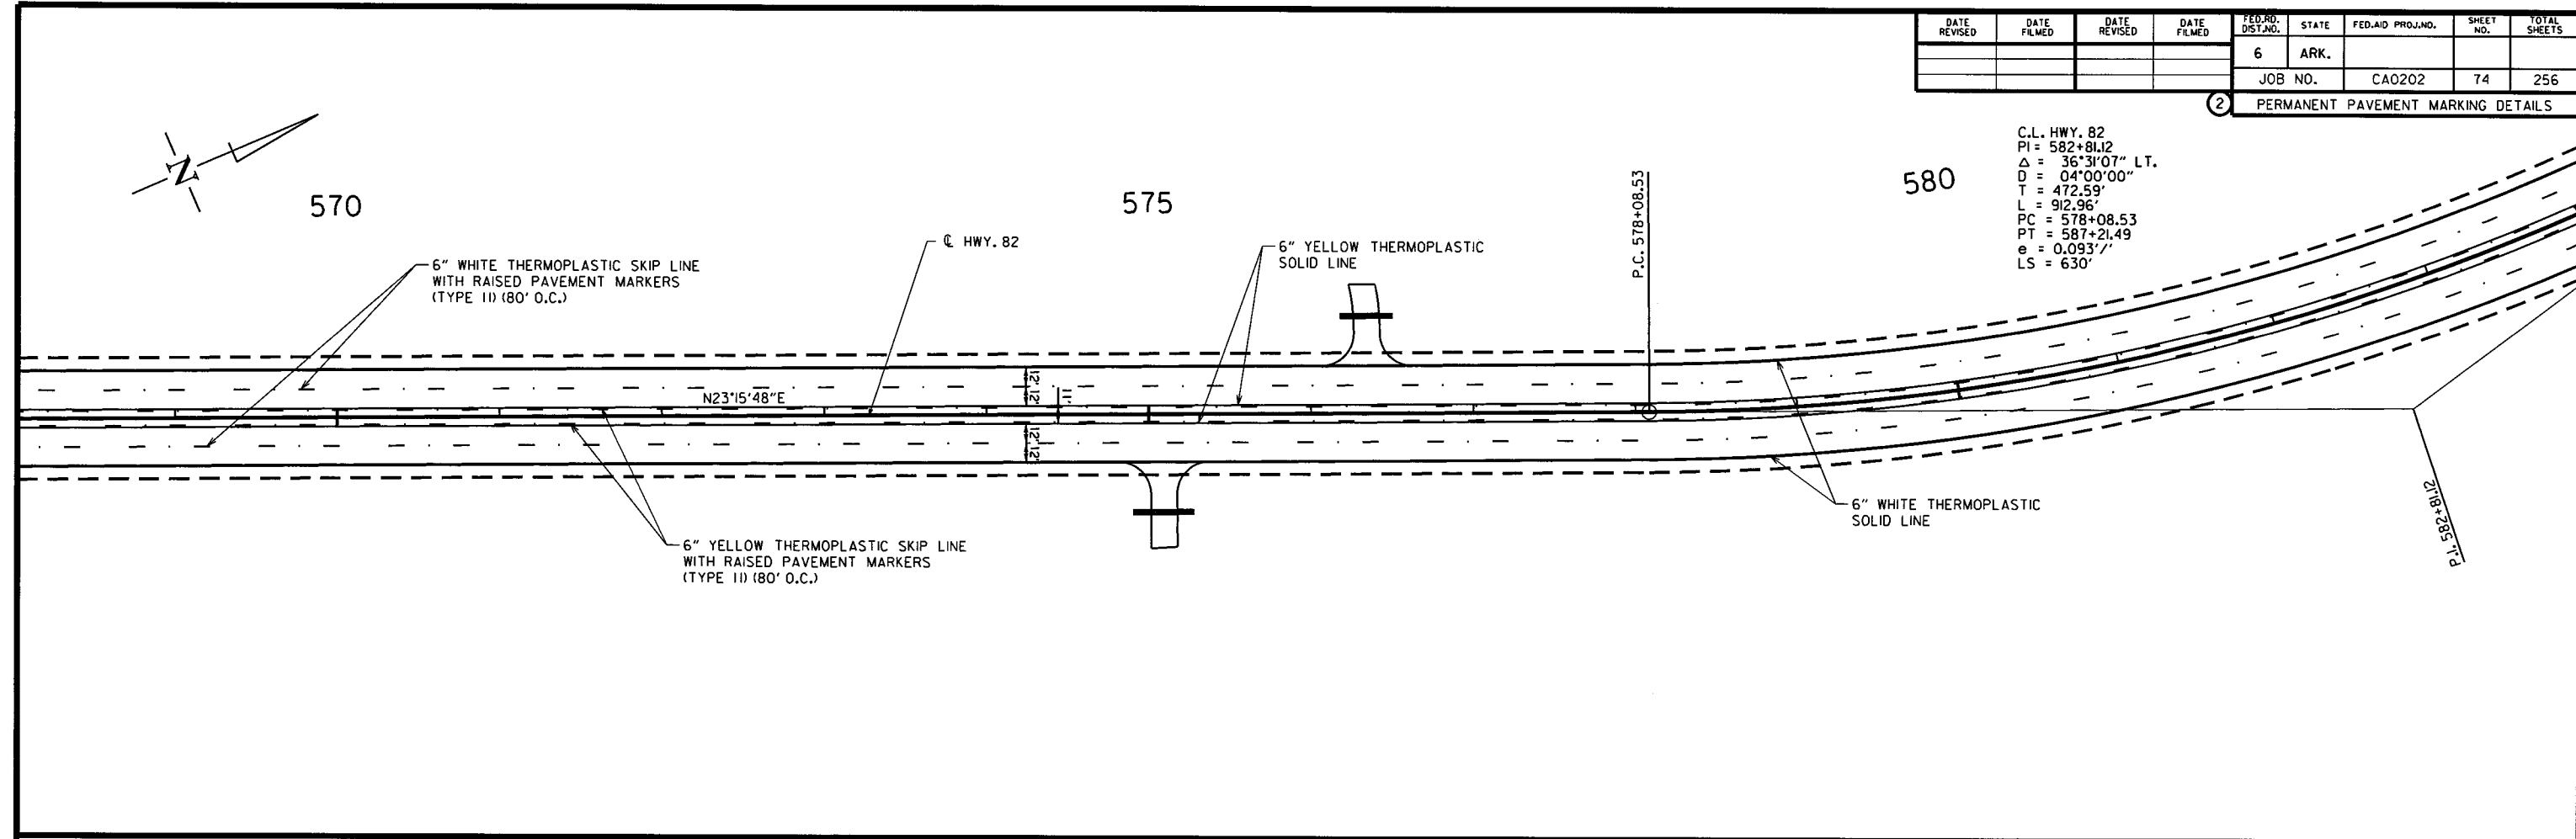 DATE REVISED
DATE FILMED
DATE REVISED
DATE FILMED
FED.RD. DIST.NO.
STATE
FED.AID PROJ.NO.
SHEET NO.
TOTAL SHEETS
6
ARK.
JOB NO.
CA0202
74
256
2
PERMANENT PAVEMENT MARKING DETAILS
C.L. HWY. 82
PI = 582+81.12
Δ = 36°31'07" LT.
D = 04°00'00"
T = 472.59'
L = 912.96'
PC = 578+08.53
PT = 587+21.49
e = 0.093'/'
LS = 630'
N
570
575
580
P.C. 578+08.53
℄ HWY. 82
6" YELLOW THERMOPLASTIC
SOLID LINE
6" WHITE THERMOPLASTIC SKIP LINE
WITH RAISED PAVEMENT MARKERS
(TYPE II) (80' O.C.)
N23°15'48"E
12'
12'
11'
12'
12'
6" WHITE THERMOPLASTIC
SOLID LINE
P.I. 582+81.12
6" YELLOW THERMOPLASTIC SKIP LINE
WITH RAISED PAVEMENT MARKERS
(TYPE II) (80' O.C.)